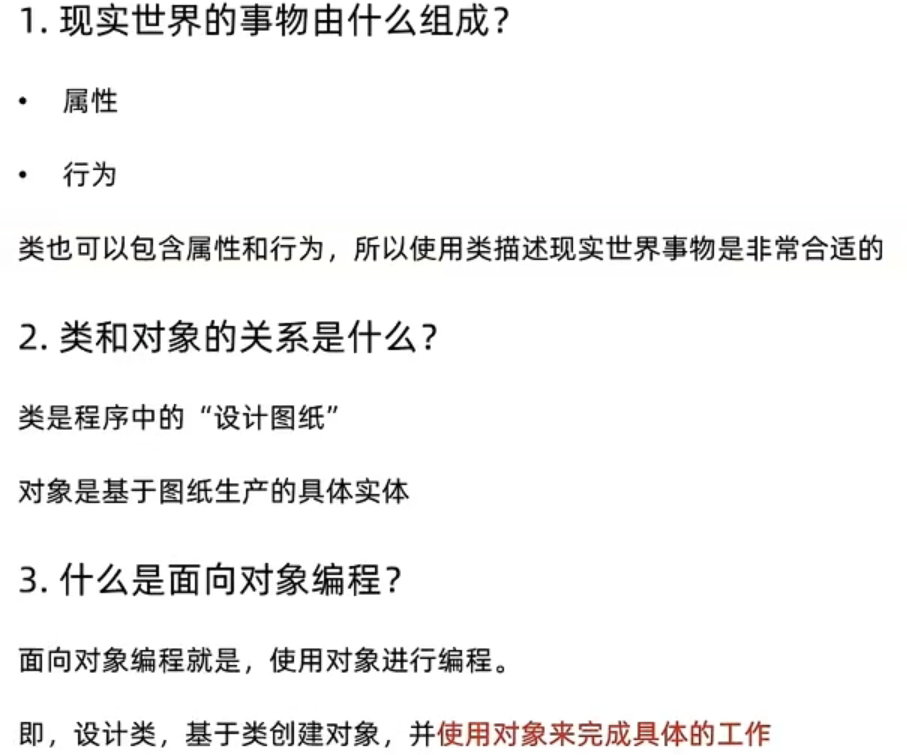 1. 现实世界的事物由什么组成？
• 属性
• 行为
类也可以包含属性和行为，所以使用类描述现实世界事物是非常合适的
2. 类和对象的关系是什么？
类是程序中的“设计图纸”
对象是基于图纸生产的具体实体
3. 什么是面向对象编程？
面向对象编程就是，使用对象进行编程。
即，设计类，基于类创建对象，并使用对象来完成具体的工作